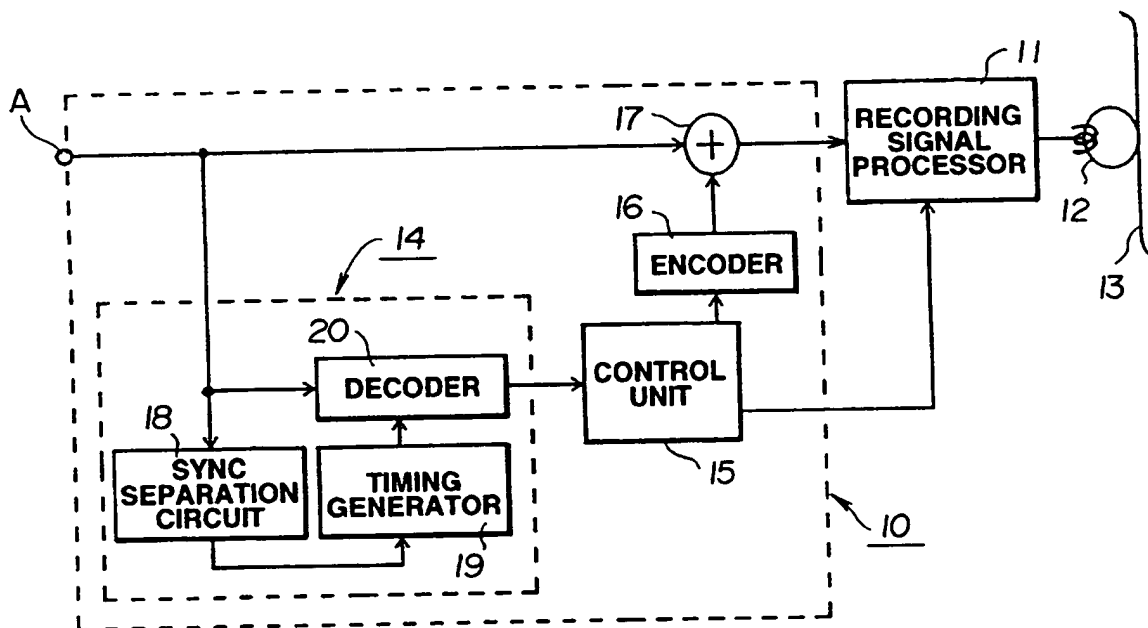 11
A
17
+
RECORDING
SIGNAL
PROCESSOR
12
16
14
ENCODER
13
20
DECODER
CONTROL
UNIT
18
15
SYNC
SEPARATION
CIRCUIT
TIMING
GENERATOR
19
10